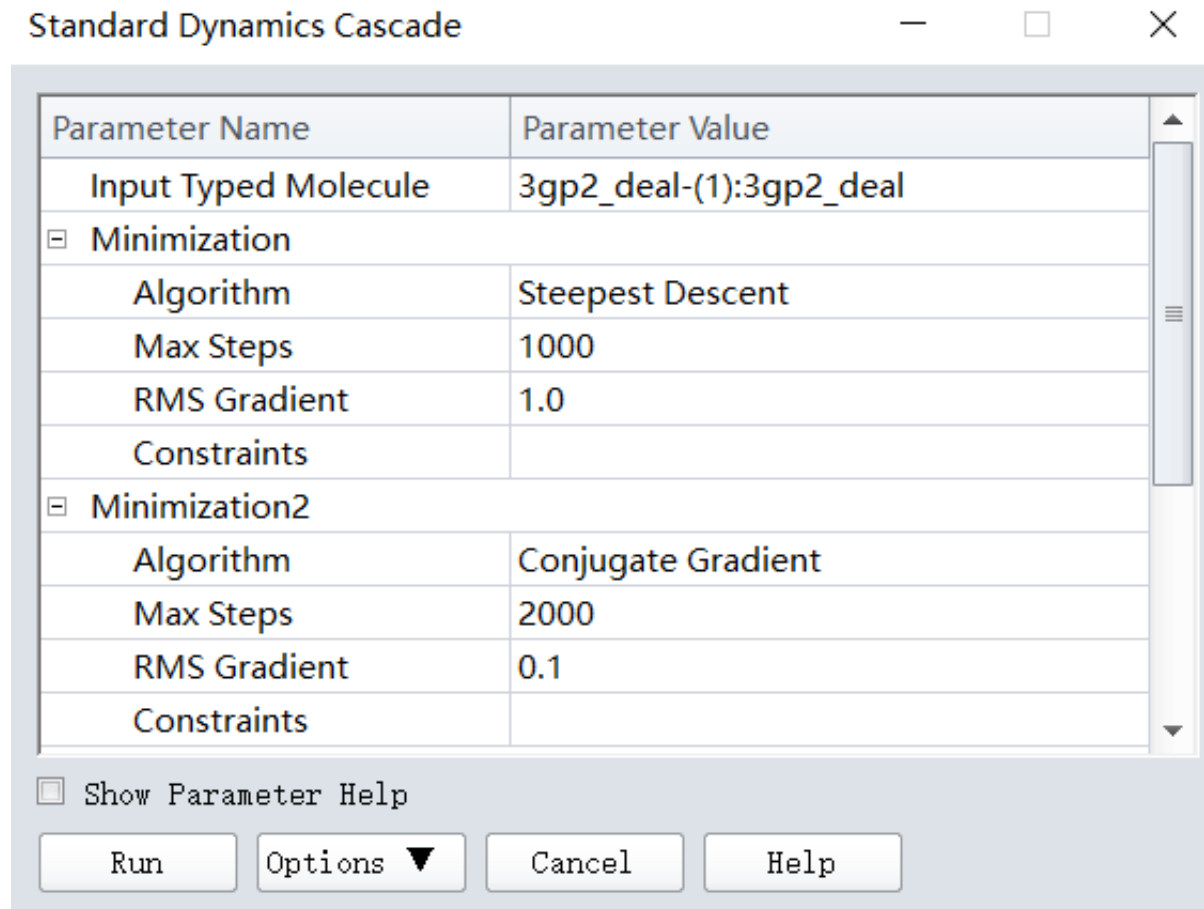 Standard Dynamics Cascade
Parameter Name Parameter Value
Input Typed Molecule 3gp2_deal-(1):3gp2_deal
Minimization
Algorithm Steepest Descent
Max Steps 1000
RMS Gradient 1.0
Constraints
Minimization2
Algorithm Conjugate Gradient
Max Steps 2000
RMS Gradient 0.1
Constraints
Show Parameter Help
Run Options ▼ Cancel Help